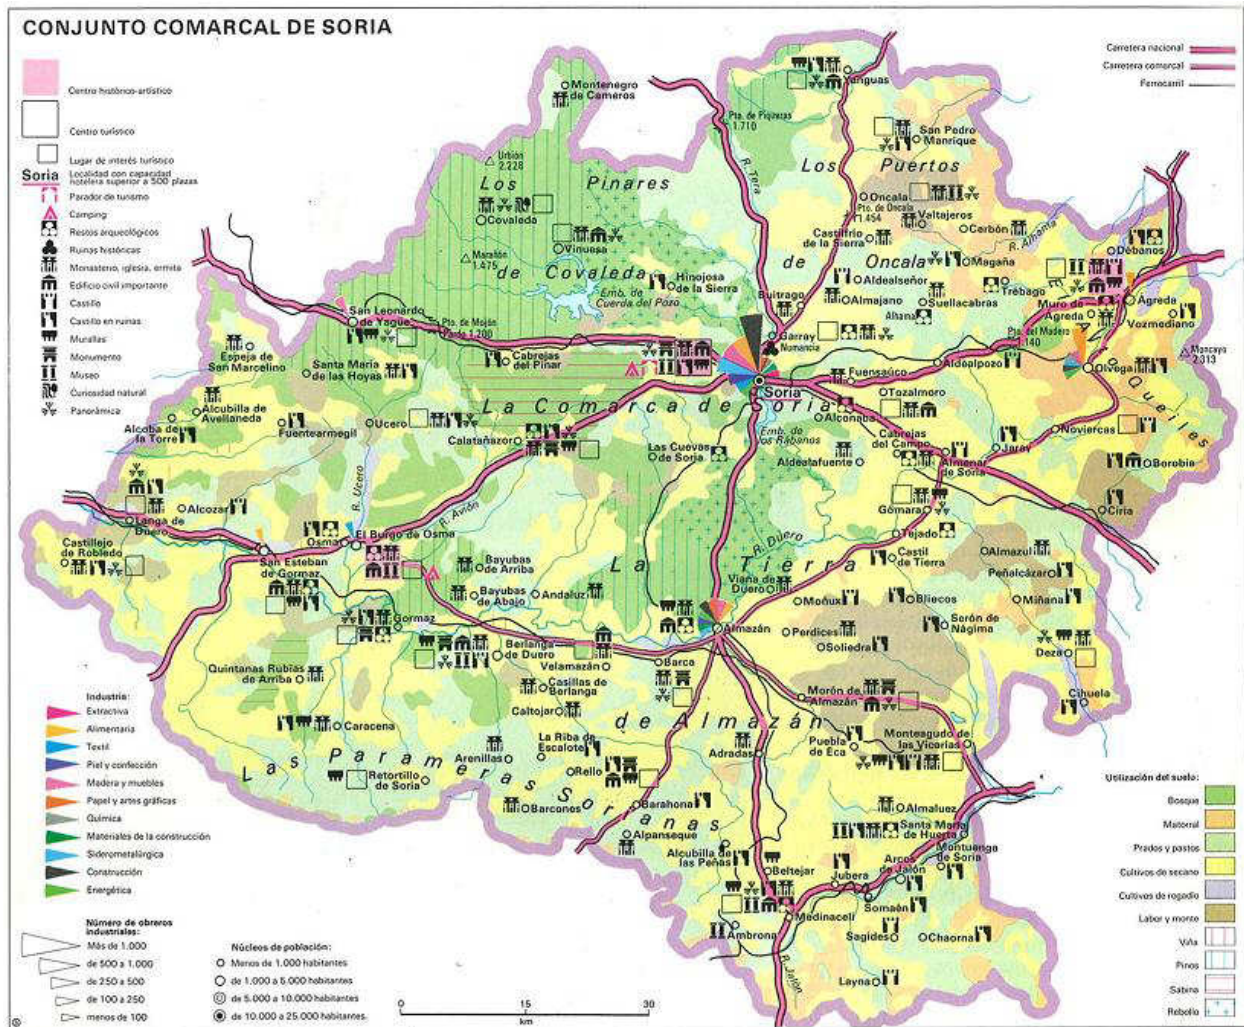 CONJUNTO COMARCAL DE SORIA
Centro histórico-artístico
Centro turístico
Lugar de interés turístico
Soria
Localidad con capacidad
hotelera superior a 500 plazas
Parador de turismo
Camping
Restos arqueológicos
Ruinas históricas
Monasterio, iglesia, ermita
Edificio civil importante
Castillo
Castillo en ruinas
Murallas
Monumento
Museo
Curiosidad natural
Panorámica
Carretera nacional
Carretera comarcal
Ferrocarril
Montenegro
de Cameros
Yanguas
Pto. de Piqueras
1.710
San Pedro
Manrique
Urbión
2.228
Los Pinares
de Covaleda
Los Puertos
de Oncala
R. Tera
Covaleda
Vinuesa
Oncala
Pto. de Oncala
1.454
Valtajeros
Cerbón
Castilfrío
de la Sierra
R. Alhama
Débanos
Marañón
1.475
Magaña
Hinojosa
de la Sierra
Emb. de
Cuerda del Pozo
Aldealseñor
Trébago
Buitrago
Almajano
Suellacabras
Muro de
Agreda
Agreda
San Leonardo
de Yagüe
Pto. de Mojón
Pardo 1.200
Garray
Numancia
Pto. del Madero
Vozmediano
Moncayo
2.313
Espeja de
San Marcelino
Santa María
de las Hoyas
Cabrejas
del Pinar
Aldealpozo
Olvega
Soria
Fuensaúco
Tozalmoro
Alcubilla de
Avellaneda
La Comarca de Soria
Alconaba
Alcoba de
la Torre
Fuentearmegil
Ucero
Calatañazor
Emb. de
los Rábanos
Cabrejas
del Campo
Noviercas
Las Cuevas
de Soria
Aldealafuente
Almenar
de Soria
Jaray
Borobia
R. Ucero
R. Avión
Langa de
Duero
Alcozar
Gómara
Ciria
Castillejo
de Robledo
Osma
El Burgo de Osma
R. Duero
Tejado
San Esteban
de Gormaz
Bayubas
de Arriba
La Tierra
de Almazán
Castil
de Tierra
Almazul
Peñalcázar
Bayubas
de Abajo
Andaluz
Viana de
Duero
Moñux
Bliecos
Miñana
Gormaz
Almazán
Perdices
Serón de
Nágima
Berlanga
de Duero
Soliedra
Deza
Quintanas Rubias
de Arriba
Velamazán
Barca
Casillas de
Berlanga
Morón de
Almazán
Cihuela
Caracena
Caltojar
Puebla
de Eca
Monteagudo de
las Vicarías
La Riba de
Escalote
Adradas
Las Parameras Sorianas
Arenillas
Rello
Retortillo
de Soria
Barcones
Barahona
Almaluez
Alpanseque
Santa María
de Huerta
Alcubilla de
las Peñas
Montuenga
de Soria
Beltejar
Arcos
de Jalón
Jubera
Somaén
Medinaceli
Ambrona
Sagides
Chaorna
R. Jalón
Layna
Industria:
Extractiva
Alimentaria
Textil
Piel y confección
Madera y muebles
Papel y artes gráficas
Química
Materiales de la construcción
Siderometalúrgica
Construcción
Energética
Número de obreros
industriales:
Más de 1.000
de 500 a 1.000
de 250 a 500
de 100 a 250
menos de 100
Núcleos de población:
Menos de 1.000 habitantes
de 1.000 a 5.000 habitantes
de 5.000 a 10.000 habitantes
de 10.000 a 25.000 habitantes.
0 15 30
km
Utilización del suelo:
Bosque
Matorral
Prados y pastos
Cultivos de secano
Cultivos de regadío
Labor y monte
Viña
Pinos
Sabina
Rebollo